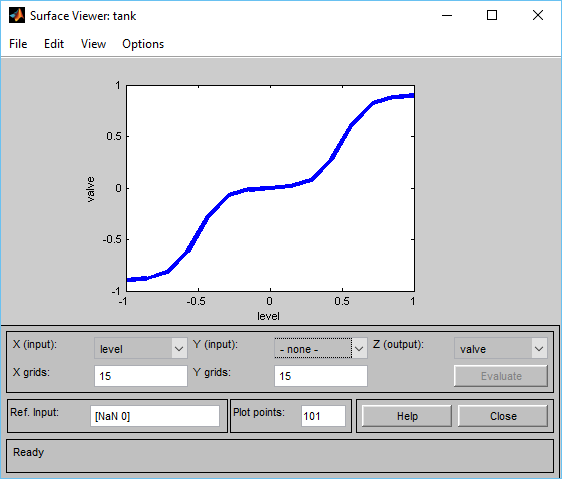 Surface Viewer: tank
File Edit View Options
1
0.5
0
-0.5
-1
valve
-1 -0.5 0 0.5 1
level
X (input): level Y (input): - none - Z (output): valve
X grids: 15 Y grids: 15 Evaluate
Ref. Input: [NaN 0] Plot points: 101 Help Close
Ready